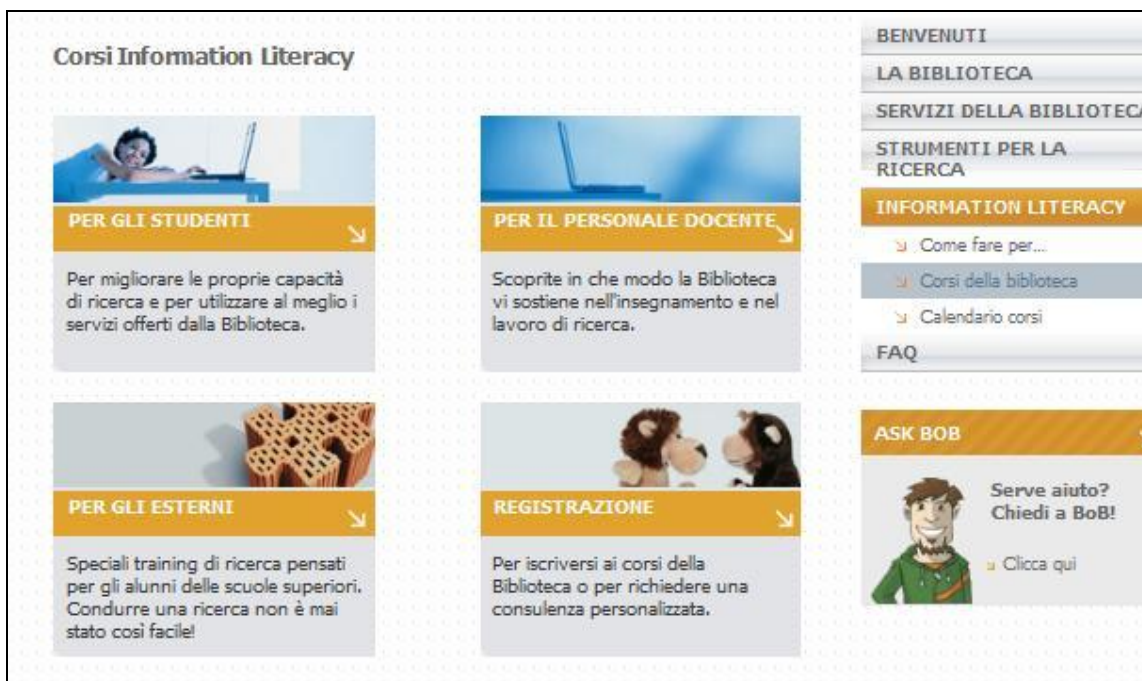 Corsi Information Literacy
PER GLI STUDENTI
Per migliorare le proprie capacità
di ricerca e per utilizzare al meglio i
servizi offerti dalla Biblioteca.
PER IL PERSONALE DOCENTE
Scoprite in che modo la Biblioteca
vi sostiene nell'insegnamento e nel
lavoro di ricerca.
PER GLI ESTERNI
Speciali training di ricerca pensati
per gli alunni delle scuole superiori.
Condurre una ricerca non è mai
stato così facile!
REGISTRAZIONE
Per iscriversi ai corsi della
Biblioteca o per richiedere una
consulenza personalizzata.
BENVENUTI
LA BIBLIOTECA
SERVIZI DELLA BIBLIOTECA
STRUMENTI PER LA
RICERCA
INFORMATION LITERACY
Come fare per...
Corsi della biblioteca
Calendario corsi
FAQ
ASK BOB
Serve aiuto?
Chiedi a BoB!
Clicca qui